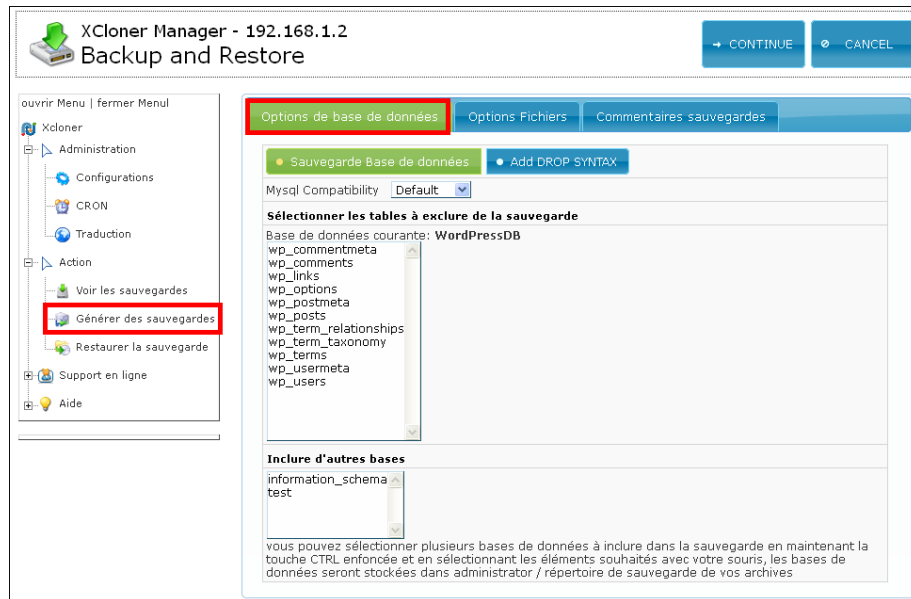 XCloner Manager - 192.168.1.2
Backup and Restore
→ CONTINUE
CANCEL
ouvrir Menu | fermer Menul
Xcloner
Administration
Configurations
CRON
Traduction
Action
Voir les sauvegardes
Générer des sauvegardes
Restaurer la sauvegarde
Support en ligne
Aide
Options de base de données
Options Fichiers
Commentaires sauvegardes
Sauvegarde Base de données
Add DROP SYNTAX
Mysql Compatibility Default
Sélectionner les tables à exclure de la sauvegarde
Base de données courante: WordPressDB
wp_commentmeta
wp_comments
wp_links
wp_options
wp_postmeta
wp_posts
wp_term_relationships
wp_term_taxonomy
wp_terms
wp_usermeta
wp_users
Inclure d'autres bases
information_schema
test
vous pouvez sélectionner plusieurs bases de données à inclure dans la sauvegarde en maintenant la
touche CTRL enfoncée et en sélectionnant les éléments souhaités avec votre souris, les bases de
données seront stockées dans administrator / répertoire de sauvegarde de vos archives